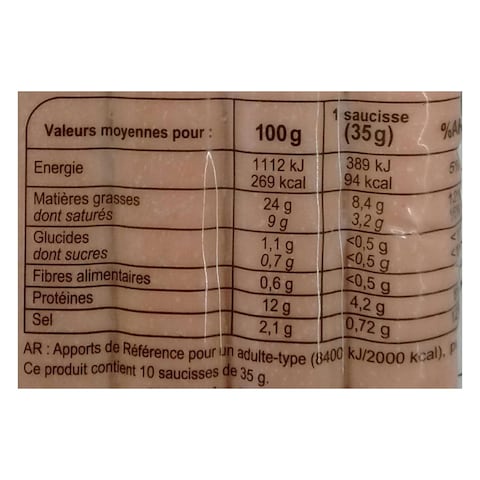 Valeurs moyennes pour : 100 g 1 saucisse (35 g)
Energie 1112 kJ 389 kJ
269 kcal 94 kcal
Matières grasses 24 g 8,4 g
dont saturés 9 g 3,2 g
Glucides 1,1 g <0,5 g
dont sucres 0,7 g <0,5 g
Fibres alimentaires 0,6 g <0,5 g
Protéines 12 g 4,2 g
Sel 2,1 g 0,72 g
AR : Apports de Référence pour un adulte-type (8400 kJ/2000 kcal),
Ce produit contient 10 saucisses de 35 g.